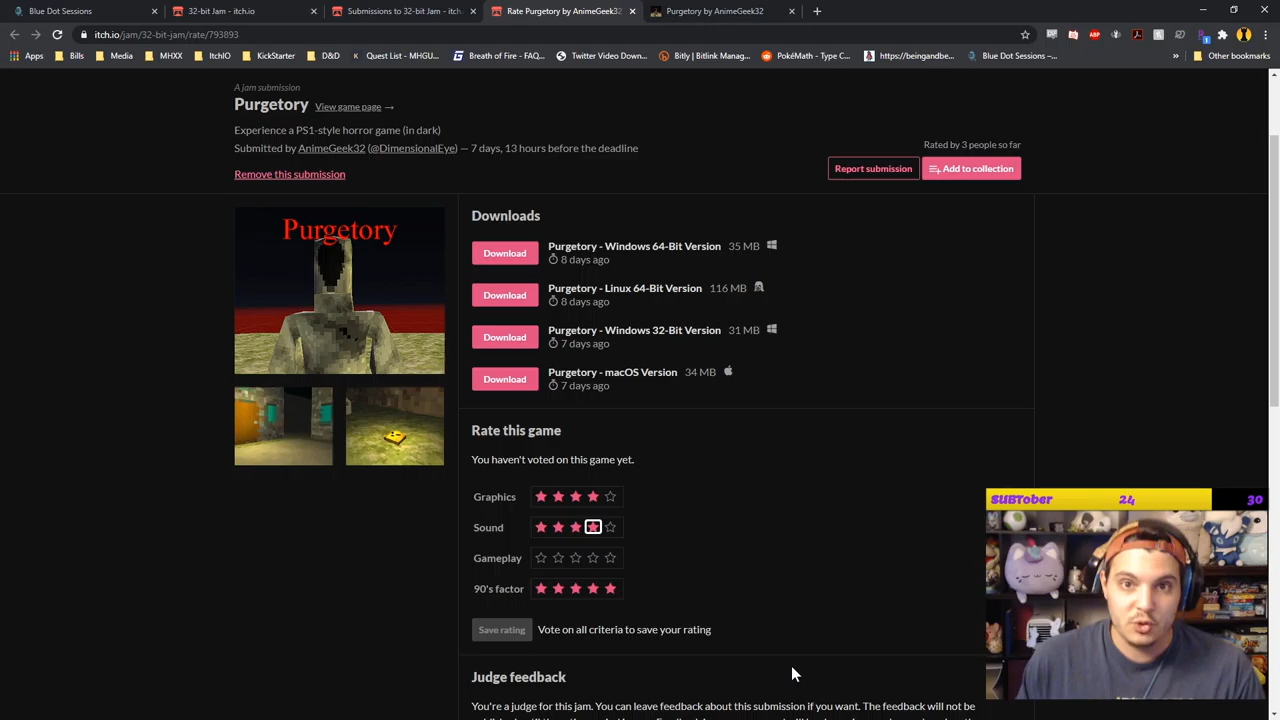 Blue Dot Sessions
32-bit Jam - itch.io
Submissions to 32-bit Jam - itch
Rate Purgetory by AnimeGeek32
Purgetory by AnimeGeek32
itch.io/jam/32-bit-jam/rate/793893
ABP
1
Apps Bills Media MHXX ItchIO KickStarter D&D Quest List - MHGU... Breath of Fire - FAQ... Twitter Video Down... Bitly | Bitlink Manag... PokéMath - Type C... https://beingandbe... Blue Dot Sessions —... » Other bookmarks
A jam submission
Purgetory View game page →
Experience a PS1-style horror game (in dark)
Submitted by AnimeGeek32 (@DimensionalEye) — 7 days, 13 hours before the deadline
Rated by 3 people so far
Remove this submission
Report submission Add to collection
Purgetory
Downloads
Download Purgetory - Windows 64-Bit Version 35 MB
8 days ago
Download Purgetory - Linux 64-Bit Version 116 MB
8 days ago
Download Purgetory - Windows 32-Bit Version 31 MB
7 days ago
Download Purgetory - macOS Version 34 MB
7 days ago
Rate this game
You haven't voted on this game yet.
Graphics
Sound
Gameplay
90's factor
Save rating Vote on all criteria to save your rating
SUBTober 24 30
Judge feedback
You're a judge for this jam. You can leave feedback about this submission if you want. The feedback will not be